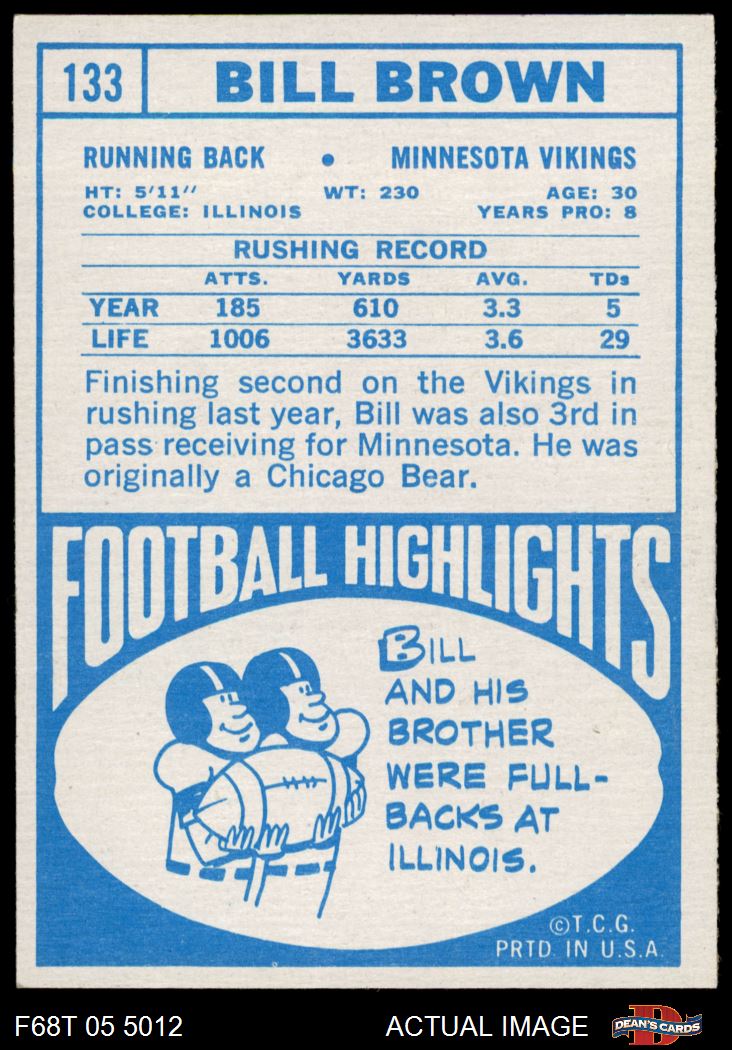 133 BILL BROWN
RUNNING BACK • MINNESOTA VIKINGS
HT: 5'11" WT: 230 AGE: 30
COLLEGE: ILLINOIS YEARS PRO: 8
RUSHING RECORD
ATTS. YARDS AVG. TDs
YEAR 185 610 3.3 5
LIFE 1006 3633 3.6 29
Finishing second on the Vikings in
rushing last year, Bill was also 3rd in
pass receiving for Minnesota. He was
originally a Chicago Bear.
FOOTBALL HIGHLIGHTS
BILL
AND HIS
BROTHER
WERE FULL-
BACKS AT
ILLINOIS.
©T.C.G.
PRTD. IN U.S.A.
F68T 05 5012 ACTUAL IMAGE D DEAN'S CARDS